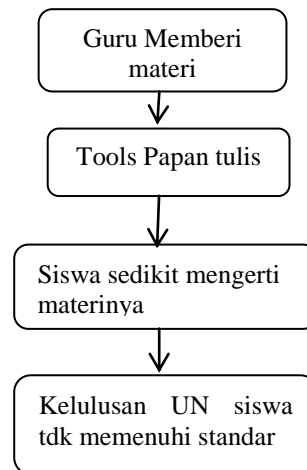 Guru Memberi
materi
Tools Papan tulis
Siswa sedikit mengerti
materinya
Kelulusan UN siswa
tdk memenuhi standar